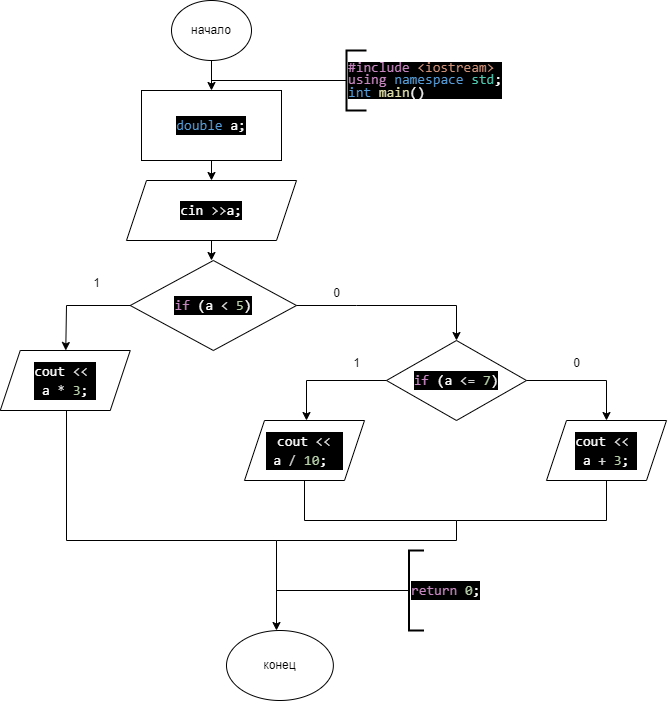 начало
#include <iostream>
using namespace std;
int main()
double a;
cin >>a;
if (a < 5)
1
0
cout <<
a * 3;
if (a <= 7)
1
0
cout <<
a / 10;
cout <<
a + 3;
return 0;
конец